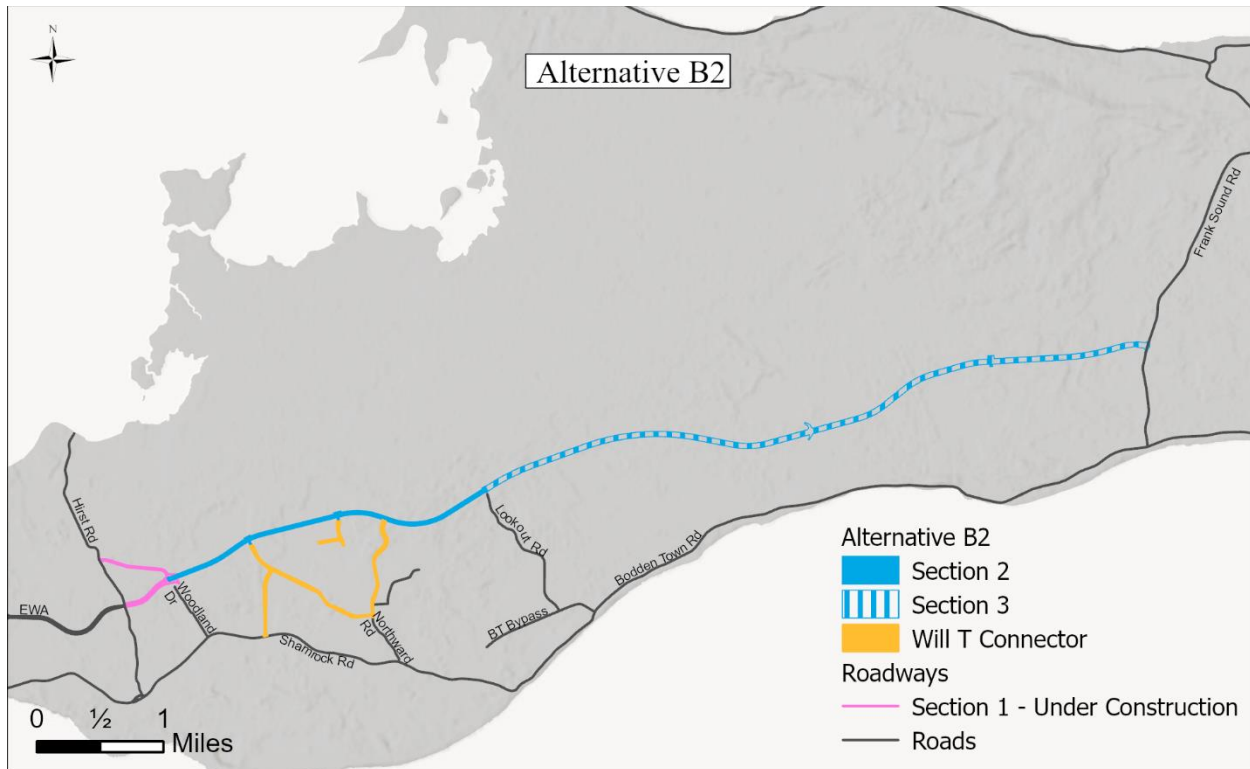 N
Alternative B2
Frank Sound Rd
Hirst Rd
EWA
Woodland
Dr
Shamrock Rd
Northward
Rd
Lookout Rd
BT Bypass
Bodden Town Rd
Alternative B2
Section 2
Section 3
Will T Connector
Roadways
Section 1 - Under Construction
Roads
0 ½ 1
Miles